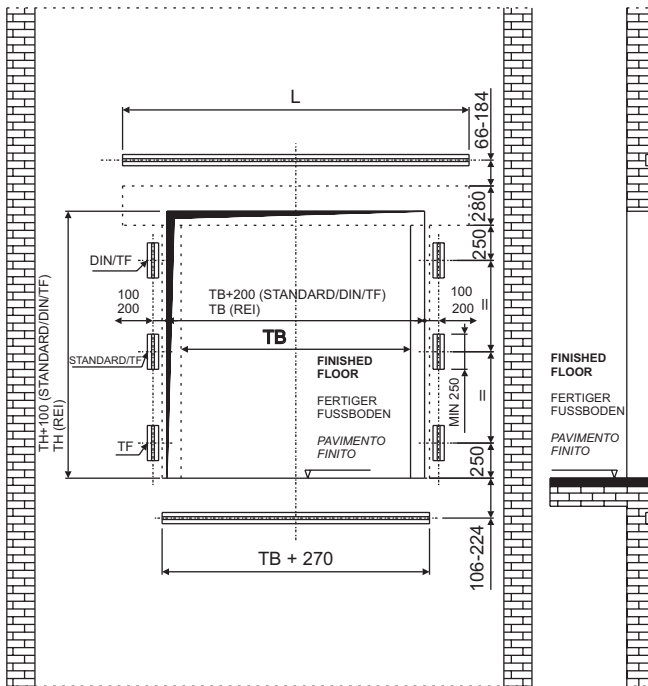 L
66-184
280
250
DIN/TF
TB+200 (STANDARD/DIN/TF)
TB (REI)
100
200
100
200
=
TB
STANDARD/TF
TH+100 (STANDARD/DIN/TF)
TH (REI)
FINISHED
FLOOR
FERTIGER
FUSSBODEN
PAVIMENTO
FINITO
MIN 250
=
TF
250
TB + 270
106-224
FINISHED
FLOOR
FERTIGER
FUSSBODEN
PAVIMENTO
FINITO